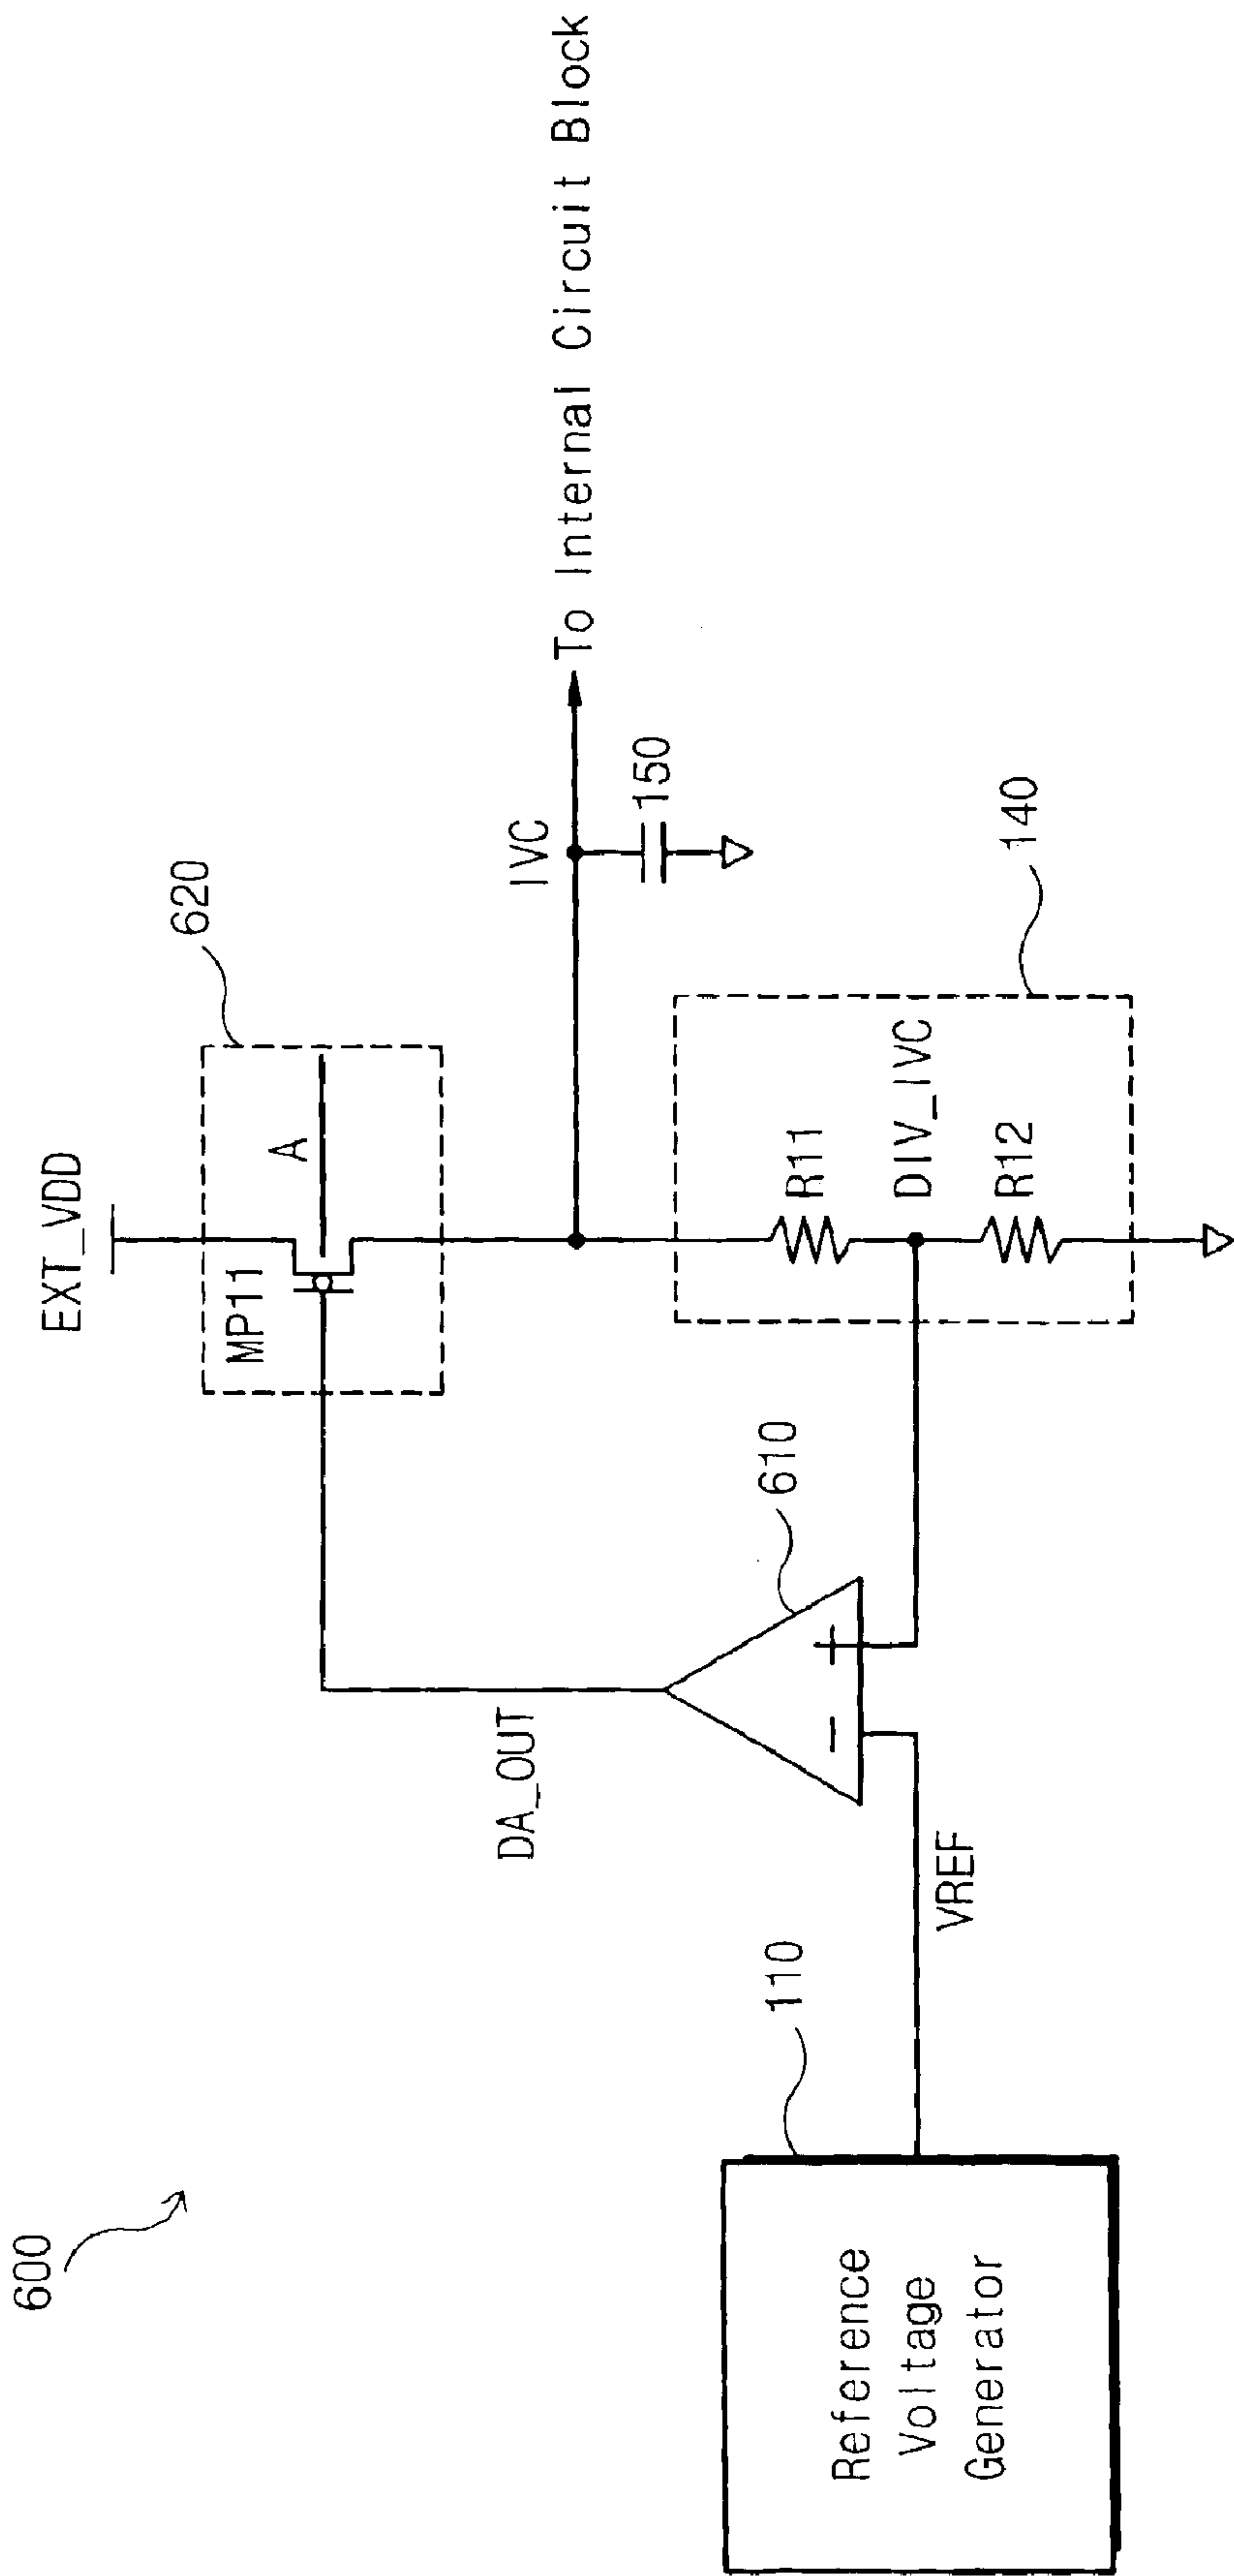 600
EXT_VDD
620
MP11
A
IVC
To Internal Circuit Block
150
DA_OUT
610
R11
DIV_IVC
R12
140
110
VREF
Reference
Voltage
Generator